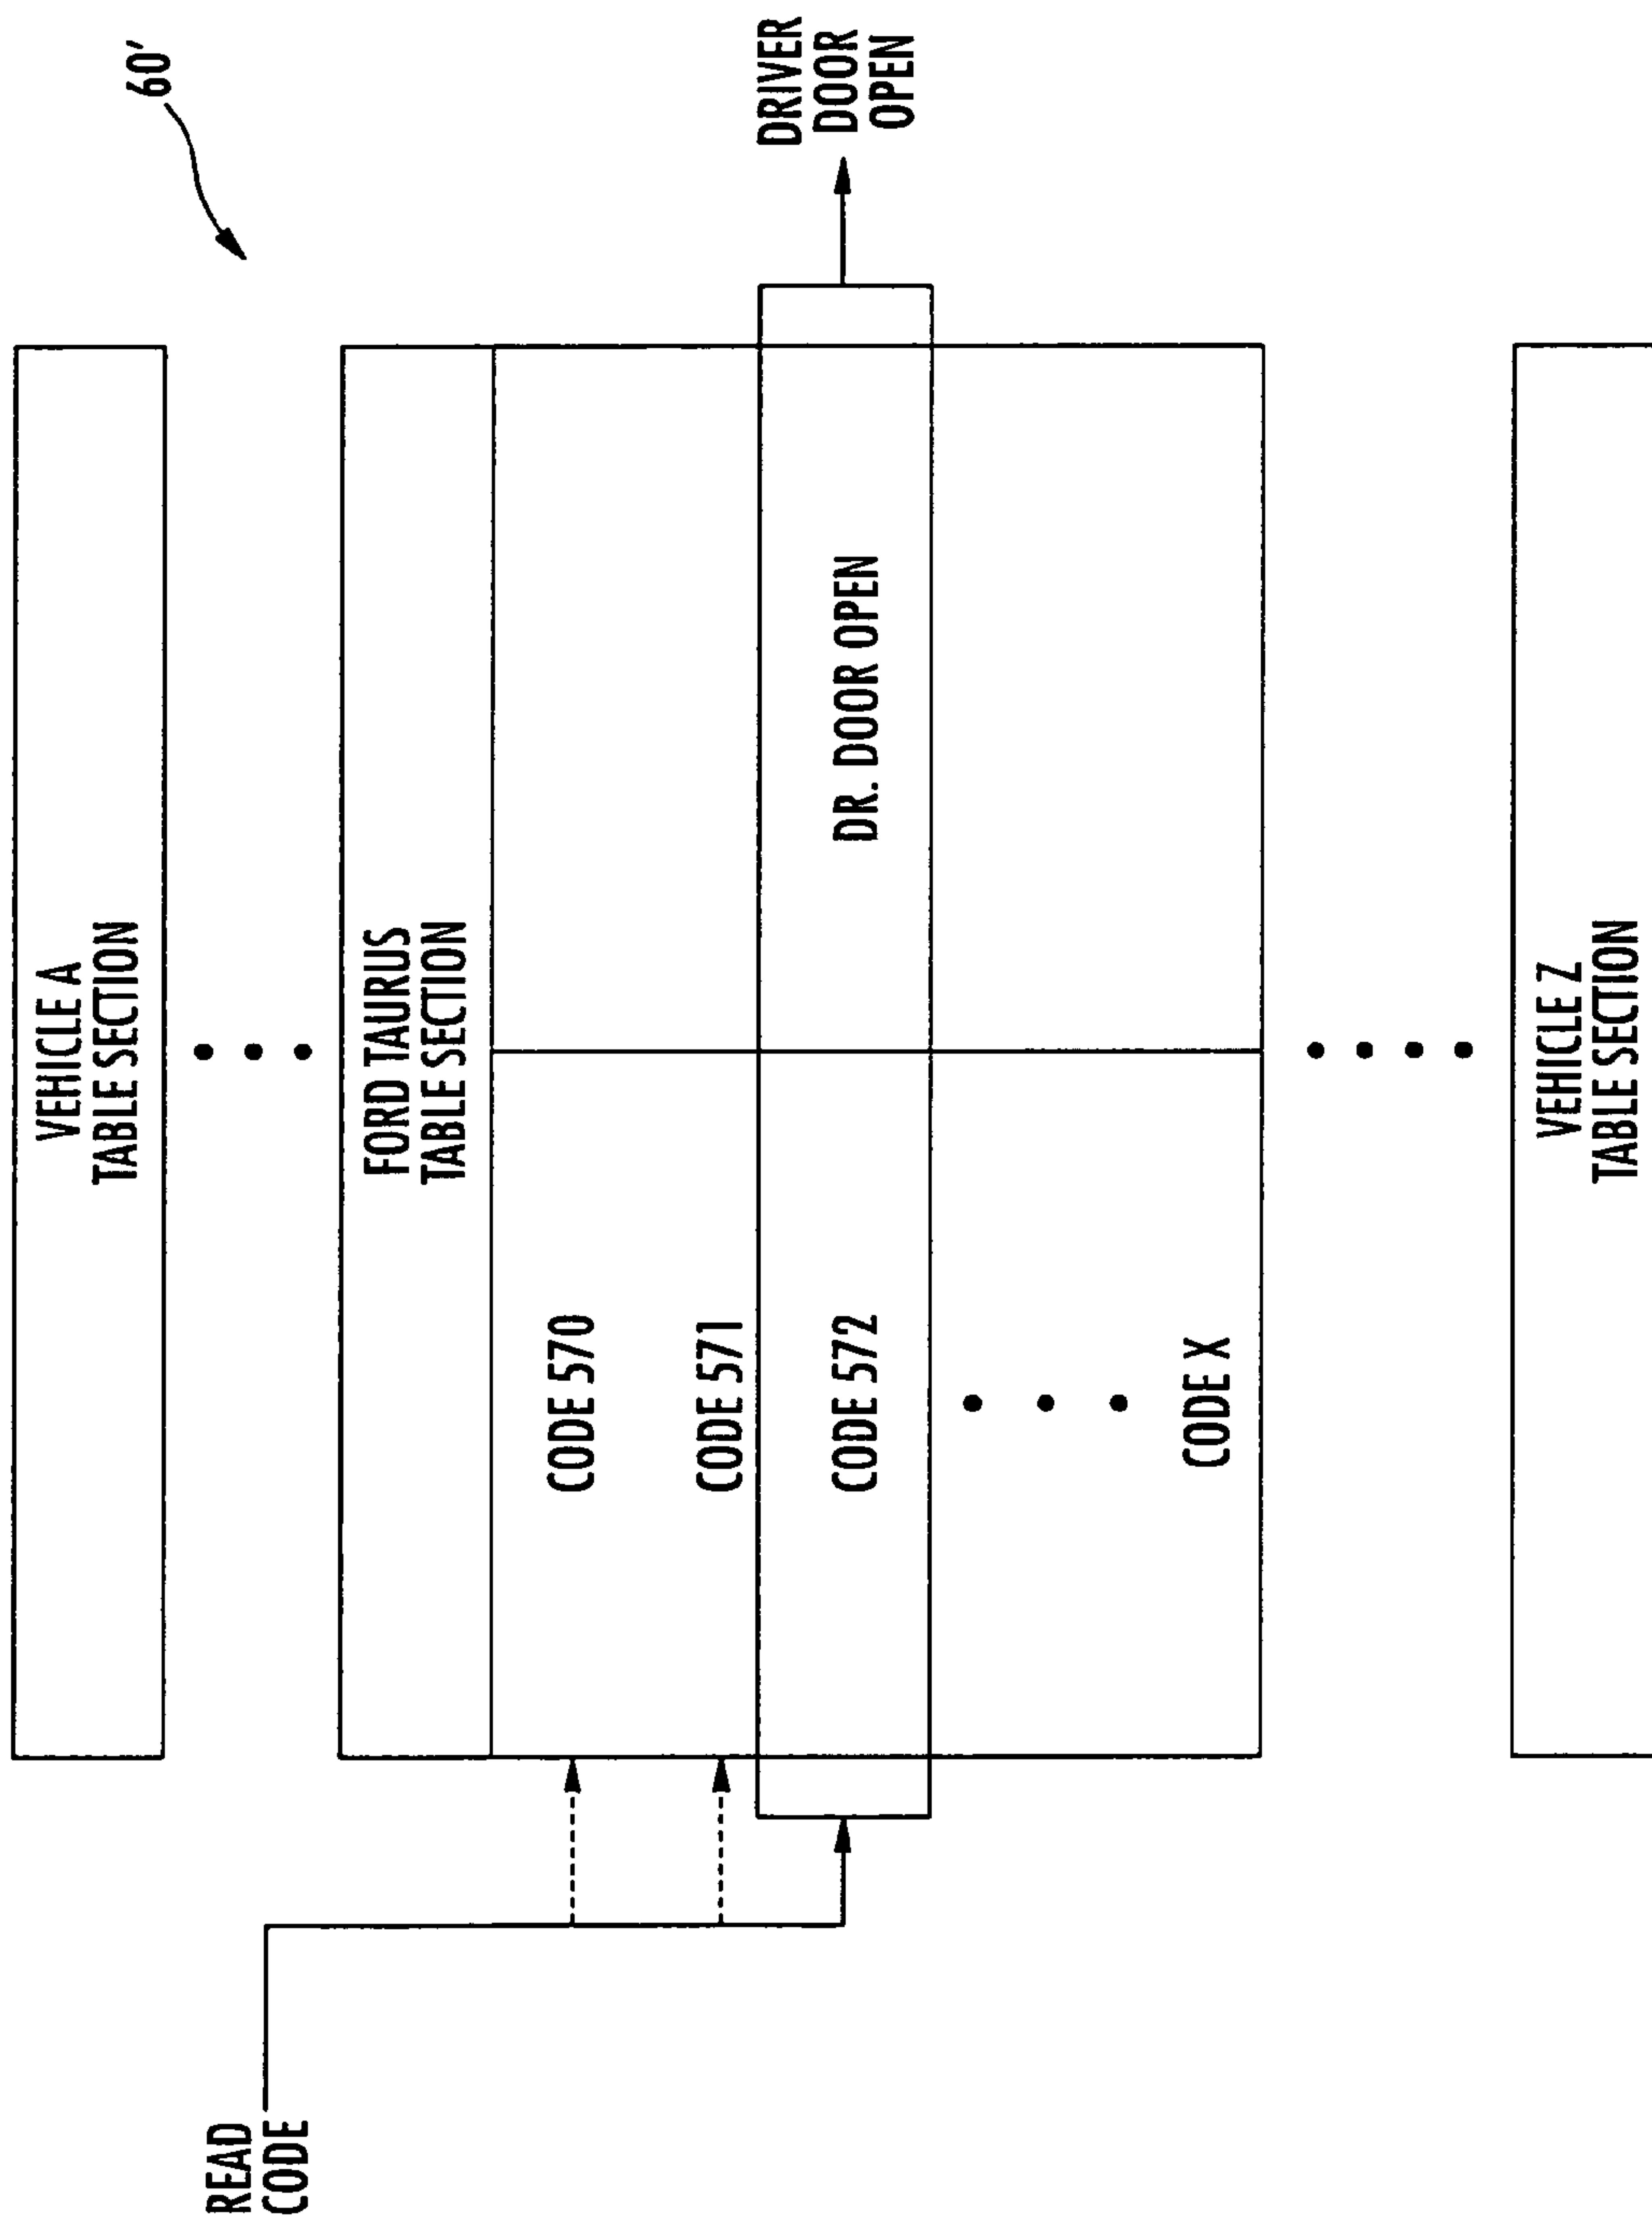 60'
VEHICLE A
TABLE SECTION
READ
CODE
FORD TAURUS
TABLE SECTION
CODE 570
CODE 571
CODE 572
DR. DOOR OPEN
DRIVER
DOOR
OPEN
CODE X
VEHICLE Z
TABLE SECTION